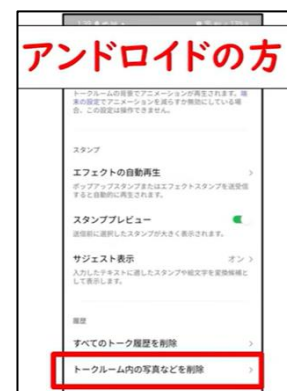 アンドロイドの方
トークルームの背景でアニメーションが再生されます。端
末の設定でアニメーションを減らすか無効にしている場
合、この設定は操作できません。
スタンプ
エフェクトの自動再生
ポップアップスタンプまたはエフェクトスタンプを送受信
すると自動的に再生されます。
スタンププレビュー
送信前に選択したスタンプが大きく表示されます。
サジェスト表示
オン
入力したテキストに適したスタンプや絵文字を変換候補と
して表示します。
履歴
すべてのトーク履歴を削除
トークルーム内の写真などを削除